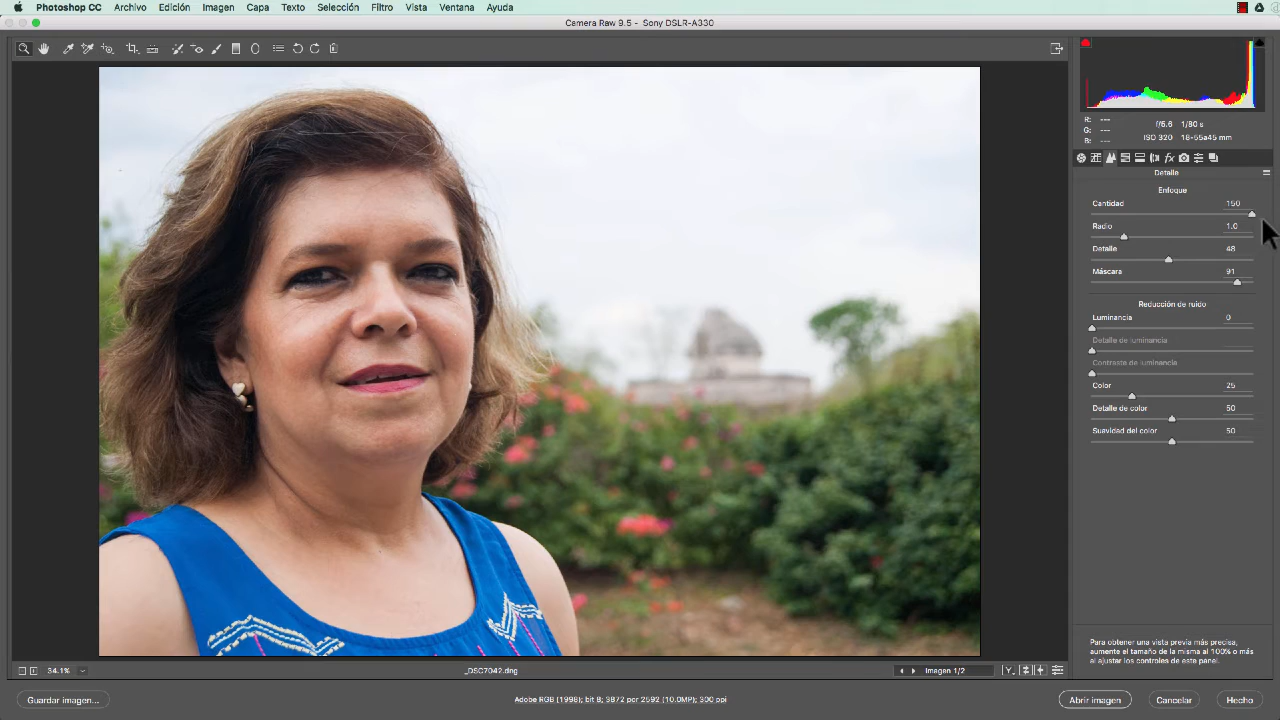 Photoshop CC Archivo Edición Imagen Capa Texto Selección Filtro Vista Ventana Ayuda
Camera Raw 9.5 - Sony DSLR-A330
R: ---
G: ---
B: ---
f/5.6 1/80 s
ISO 320 18-55a45 mm
fx
Detalle
Enfoque
Cantidad 150
Radio 1.0
Detalle 48
Máscara 91
Reducción de ruido
Luminancia 0
Detalle de luminancia
Contraste de luminancia
Color 25
Detalle de color 50
Suavidad del color 50
Para obtener una vista previa más precisa,
aumente el tamaño de la misma al 100% o más
al ajustar los controles de este panel.
34.1%
_DSC7042.dng
Imagen 1/2
Y
Guardar imagen...
Adobe RGB (1998); bit 8; 3872 por 2592 (10.0MP); 300 ppi
Abrir imagen
Cancelar
Hecho